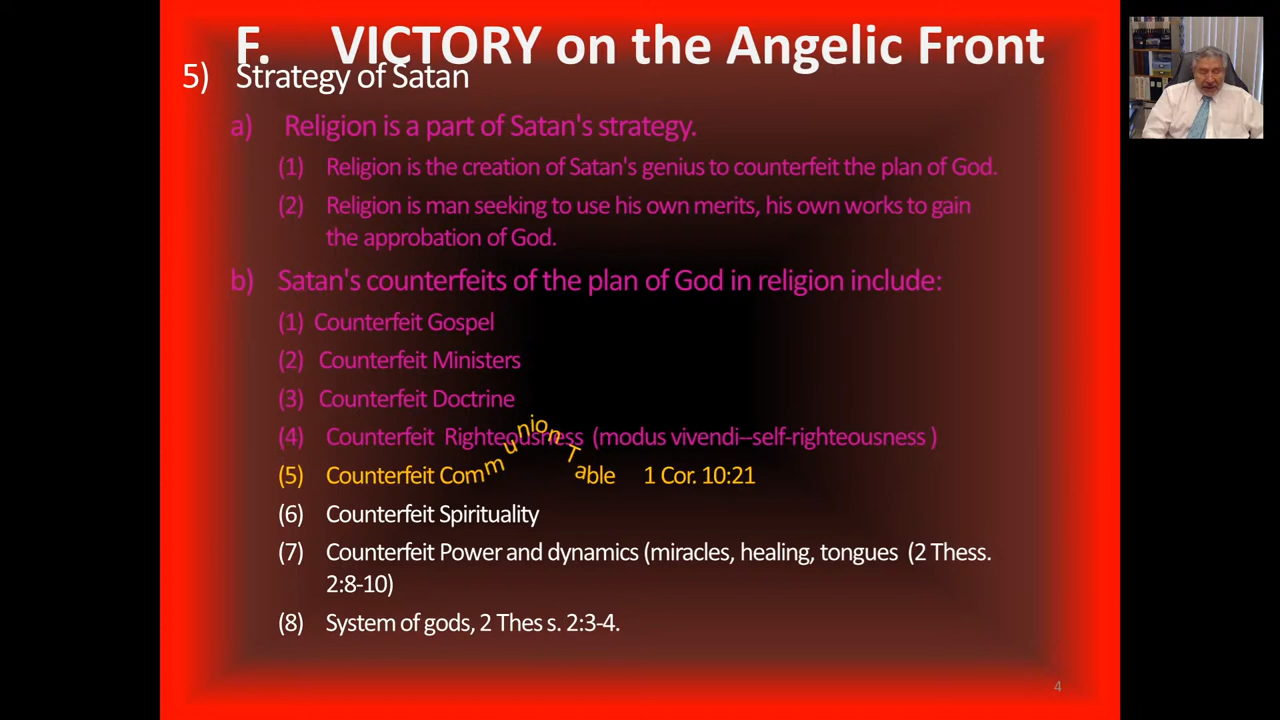 F. VICTORY on the Angelic Front
5) Strategy of Satan
a) Religion is a part of Satan's strategy.
(1) Religion is the creation of Satan's genius to counterfeit the plan of God.
(2) Religion is man seeking to use his own merits, his own works to gain
the approbation of God.
b) Satan's counterfeits of the plan of God in religion include:
(1) Counterfeit Gospel
(2) Counterfeit Ministers
(3) Counterfeit Doctrine
(4) Counterfeit Righteousness (modus vivendi–self-righteousness )
(5) Counterfeit Communion Table 1 Cor. 10:21
(6) Counterfeit Spirituality
(7) Counterfeit Power and dynamics (miracles, healing, tongues (2 Thess.
2:8-10)
(8) System of gods, 2 Thes s. 2:3-4.
4